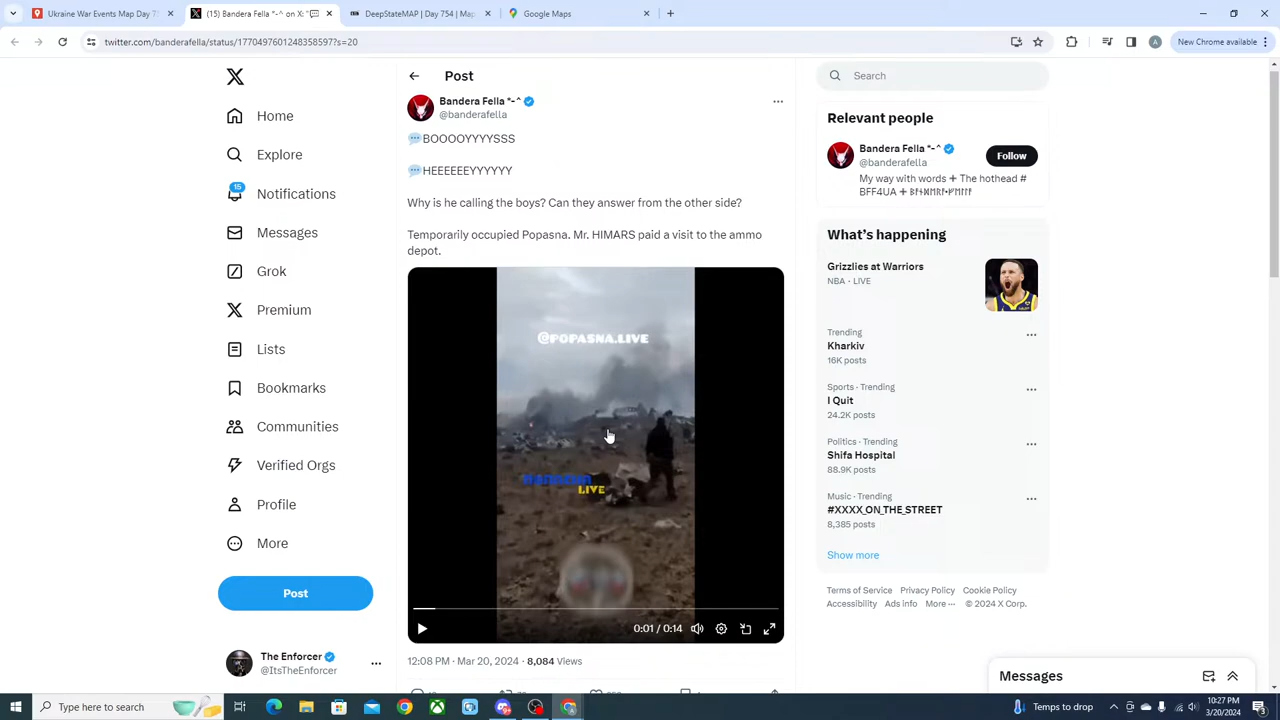 Ukraine War Events Map Day 75
(15) Bandera Fella *-^ on X: "
DeepStateMAP | Day 754 |
Google Maps
twitter.com/banderafella/status/1770497601248358597?s=20
New Chrome available
Home
Explore
15
Notifications
Messages
Grok
Premium
Lists
Bookmarks
Communities
Verified Orgs
Profile
More
Post
The Enforcer
@ItsTheEnforcer
Post
Bandera Fella *-^
@banderafella
💬BOOOOYYYYSSS
💬HEEEEEEYYYYYY
Why is he calling the boys? Can they answer from the other side?
Temporarily occupied Popasna. Mr. HIMARS paid a visit to the ammo
depot.
@POPASNA.LIVE
LIVE
0:01 / 0:14
12:08 PM · Mar 20, 2024 · 8,084 Views
Search
Relevant people
Bandera Fella *-^
@banderafella
Follow
My way with words + The hothead #
What's happening
Grizzlies at Warriors
NBA · LIVE
Trending
Kharkiv
16K posts
Sports · Trending
I Quit
24.2K posts
Politics · Trending
Shifa Hospital
88.9K posts
Music · Trending
#XXXX_ON_THE_STREET
8,385 posts
Show more
Terms of Service Privacy Policy Cookie Policy
Accessibility Ads info More ··· © 2024 X Corp.
Messages
Type here to search
Temps to drop
10:27 PM
3/20/2024